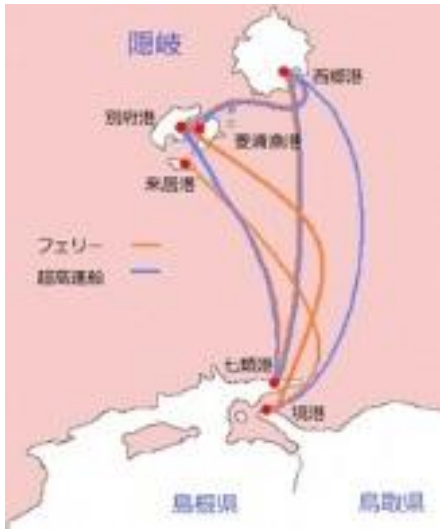 隠岐
西郷港
別府港
菱浦漁港
来居港
フェリー
超高速船
七類港
境港
島根県
鳥取県